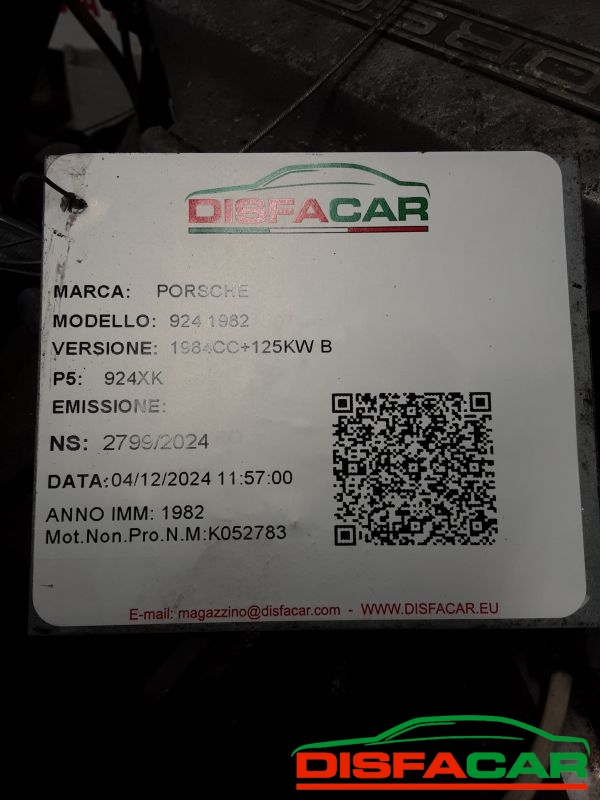 ORSC
DISFACAR
MARCA: PORSCHE
MODELLO: 924 1982
VERSIONE: 1984CC+125KW B
P5: 924XK
EMISSIONE:
NS: 2799/2024
DATA:04/12/2024 11:57:00
ANNO IMM: 1982
Mot.Non.Pro.N.M:K052783
E-mail: magazzino@disfacar.com - WWW.DISFACAR.EU
DISFACAR